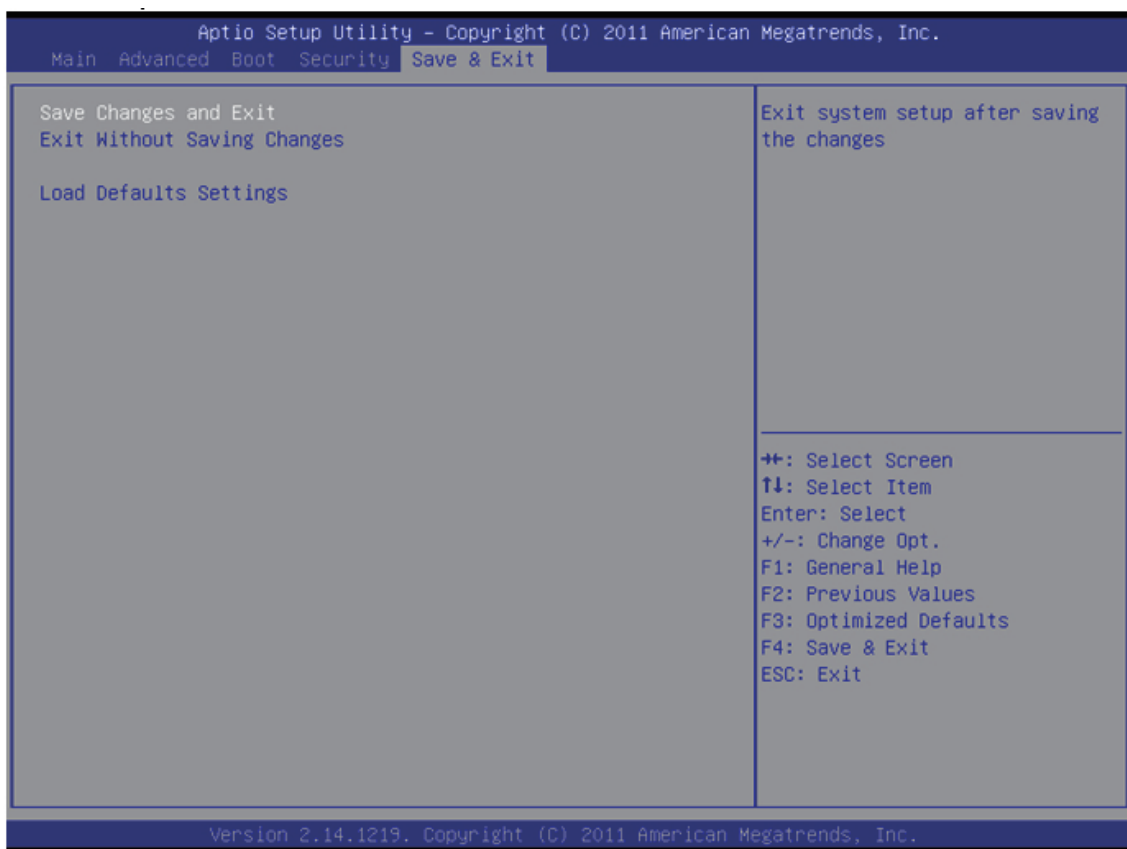 Aptio Setup Utility – Copyright (C) 2011 American Megatrends, Inc.
Main Advanced Boot Security Save & Exit
Save Changes and Exit
Exit Without Saving Changes
Load Defaults Settings
Exit system setup after saving
the changes
→←: Select Screen
↑↓: Select Item
Enter: Select
+/-: Change Opt.
F1: General Help
F2: Previous Values
F3: Optimized Defaults
F4: Save & Exit
ESC: Exit
Version 2.14.1219. Copyright (C) 2011 American Megatrends, Inc.